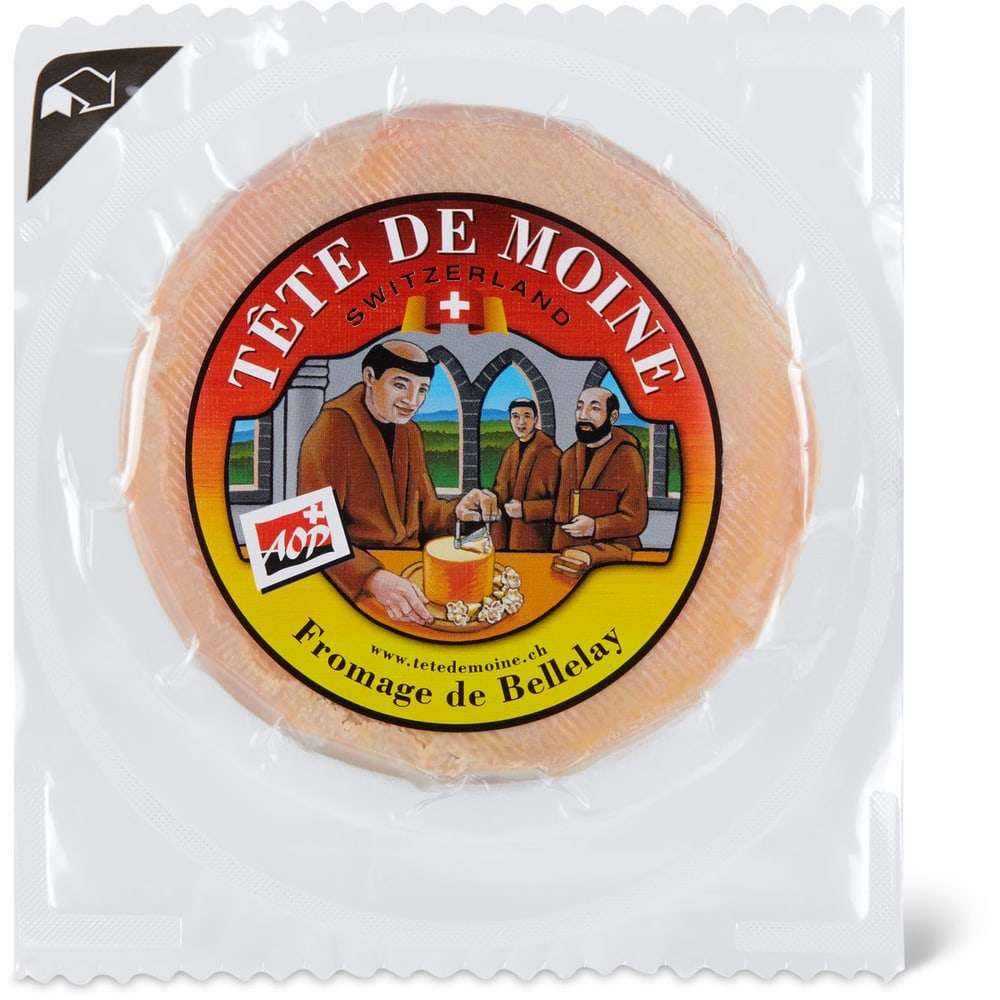 TÊTE DE MOINE
SWITZERLAND
AOP
www.tetedemoine.ch
Fromage de Bellelay